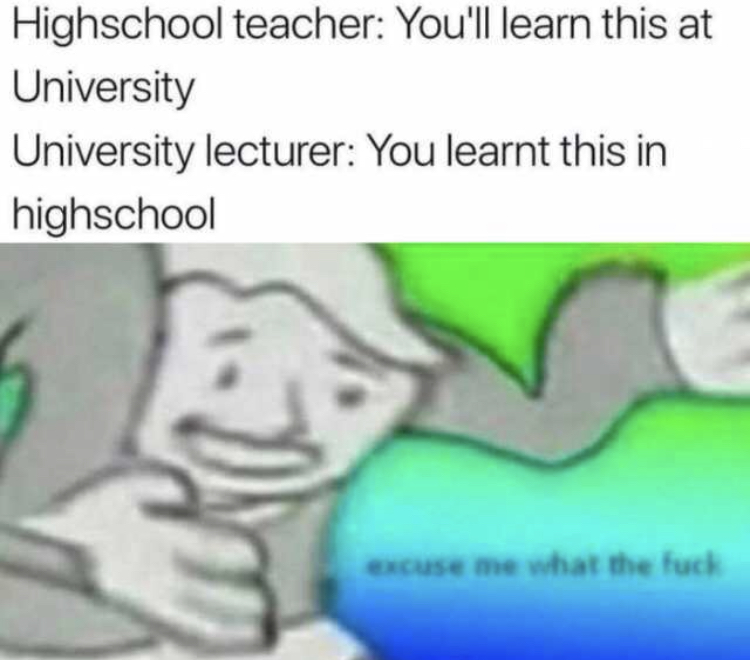 Highschool teacher: You'll learn this at
University
University lecturer: You learnt this in
highschool
excuse me what the fuck